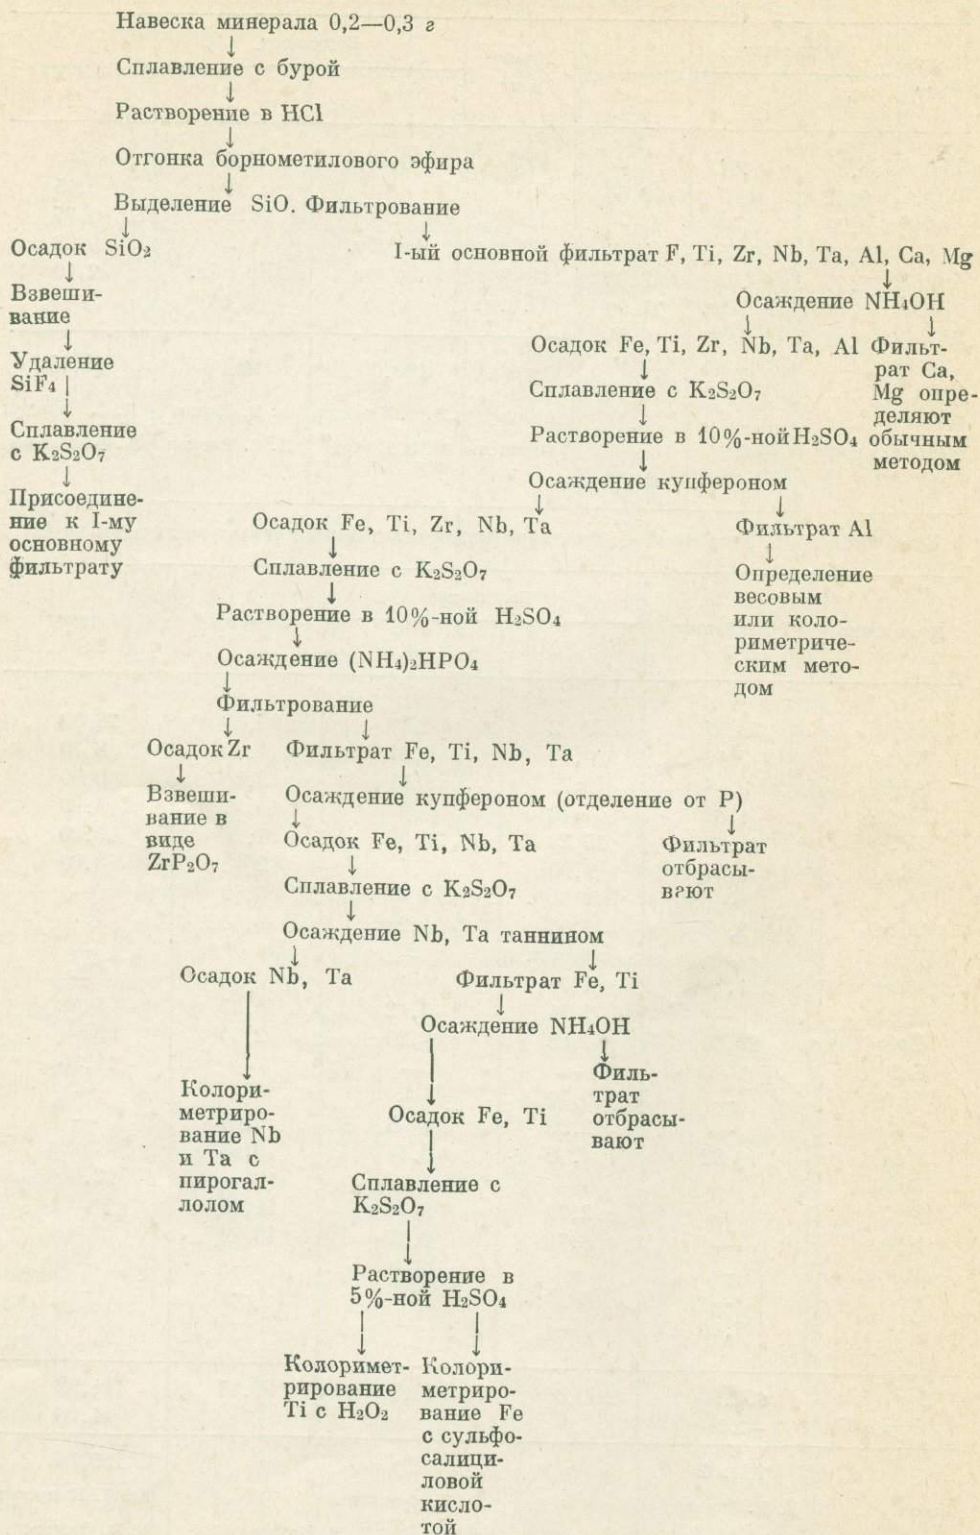 Навеска минерала 0,2—0,3 г
Сплавление с бурой
Растворение в HCl
Отгонка борнометилового эфира
Выделение SiO. Фильтрование
Осадок SiO₂
I-ый основной фильтрат F, Ti, Zr, Nb, Ta, Al, Ca, Mg
Взвеши-
вание
Удаление
SiF₄
Сплавление
с K₂S₂O₇
Присоедине-
ние к I-му
основному
фильтрату
Осаждение NH₄OH
Осадок Fe, Ti, Zr, Nb, Ta, Al
Фильт-
рат Ca,
Mg опре-
деляют
обычным
методом
Сплавление с K₂S₂O₇
Растворение в 10%-ной H₂SO₄
Осаждение купфероном
Осадок Fe, Ti, Zr, Nb, Ta
Фильтрат Al
Определение
весовым
или коло-
риметриче-
ским мето-
дом
Сплавление с K₂S₂O₇
Растворение в 10%-ной H₂SO₄
Осаждение (NH₄)₂HPO₄
Фильтрование
Осадок Zr
Взвеши-
вание в
виде
ZrP₂O₇
Фильтрат Fe, Ti, Nb, Ta
Осаждение купфероном (отделение от P)
Осадок Fe, Ti, Nb, Ta
Фильтрат
отбрасы-
вают
Сплавление с K₂S₂O₇
Осаждение Nb, Ta таннином
Осадок Nb, Ta
Фильтрат Fe, Ti
Колори-
метриро-
вание Nb
и Ta с
пирогал-
лолом
Осаждение NH₄OH
Осадок Fe, Ti
Филь-
трат
отбрасы-
вают
Сплавление с
K₂S₂O₇
Растворение в
5%-ной H₂SO₄
Колоримет-
рирование
Ti с H₂O₂
Колори-
метриро-
вание Fe
с сульфо-
салици-
ловой
кисло-
той